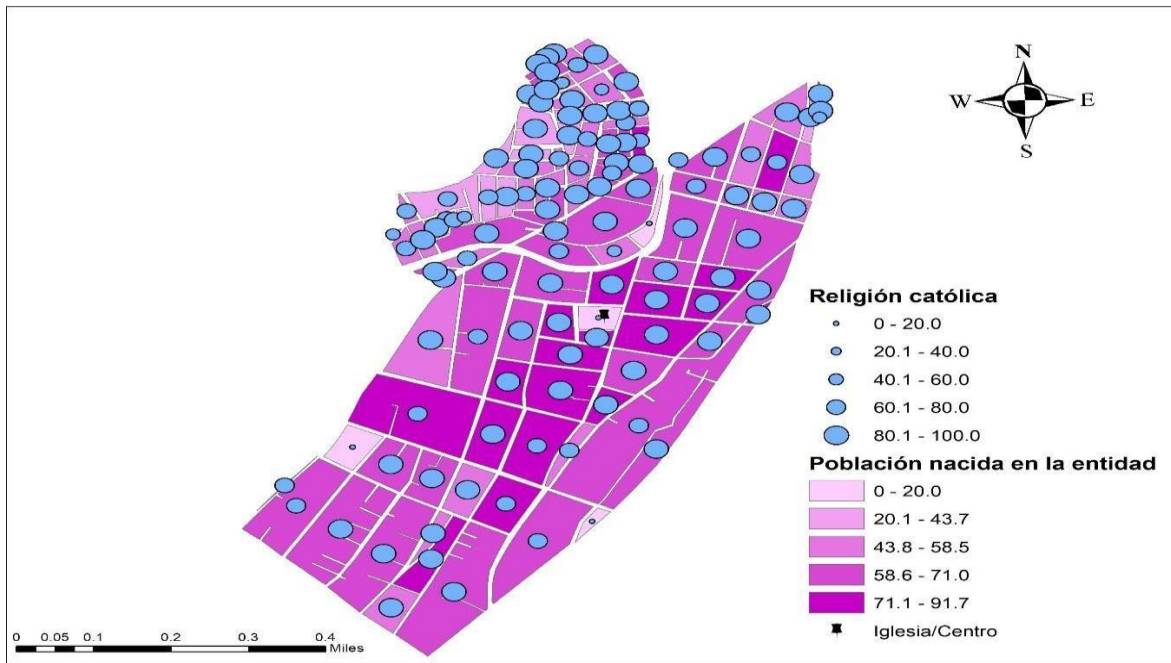 N
W E
S
Religión católica
0 - 20.0
20.1 - 40.0
40.1 - 60.0
60.1 - 80.0
80.1 - 100.0
Población nacida en la entidad
0 - 20.0
20.1 - 43.7
43.8 - 58.5
58.6 - 71.0
71.1 - 91.7
Iglesia/Centro
0 0.05 0.1 0.2 0.3 0.4
Miles